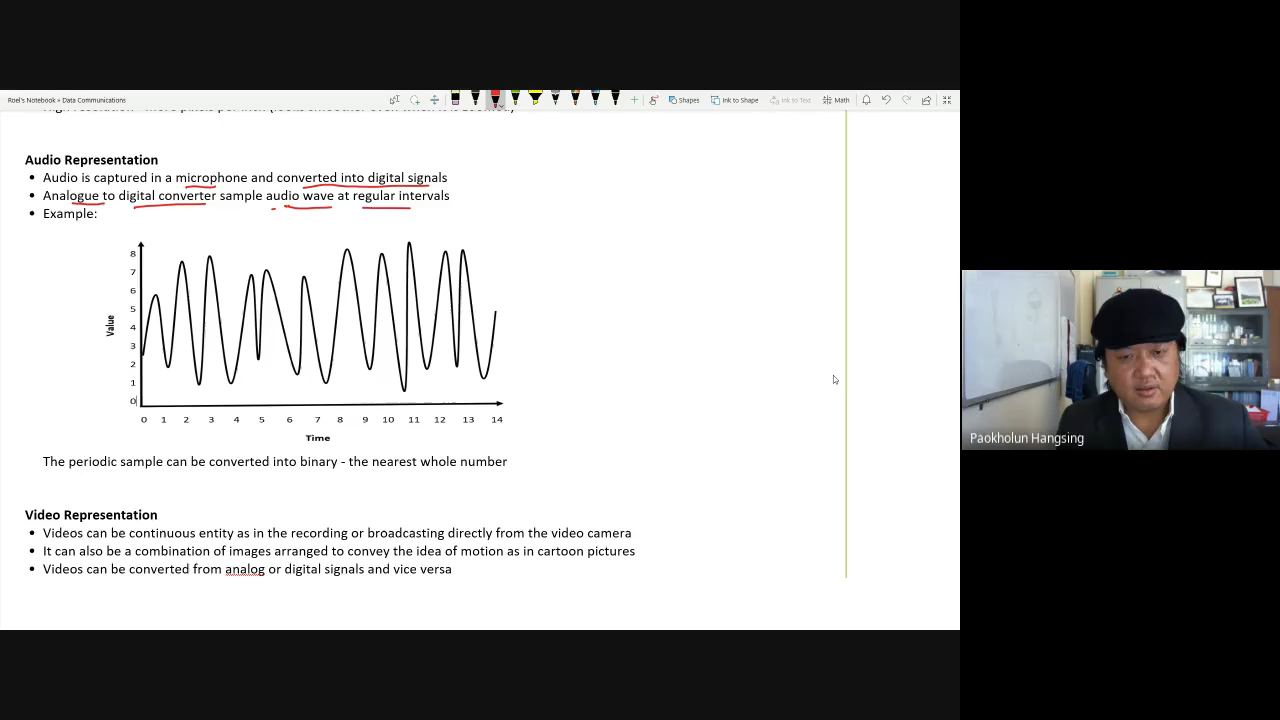 Roel's Notebook » Data Communications
Shapes Ink to Shape Ink to Text Math
Audio Representation
• Audio is captured in a microphone and converted into digital signals
• Analogue to digital converter sample audio wave at regular intervals
• Example:
8
7
6
5
4
3
2
1
0
Value
0 1 2 3 4 5 6 7 8 9 10 11 12 13 14
Time
The periodic sample can be converted into binary - the nearest whole number
Video Representation
• Videos can be continuous entity as in the recording or broadcasting directly from the video camera
• It can also be a combination of images arranged to convey the idea of motion as in cartoon pictures
• Videos can be converted from analog or digital signals and vice versa
Paokholun Hangsing